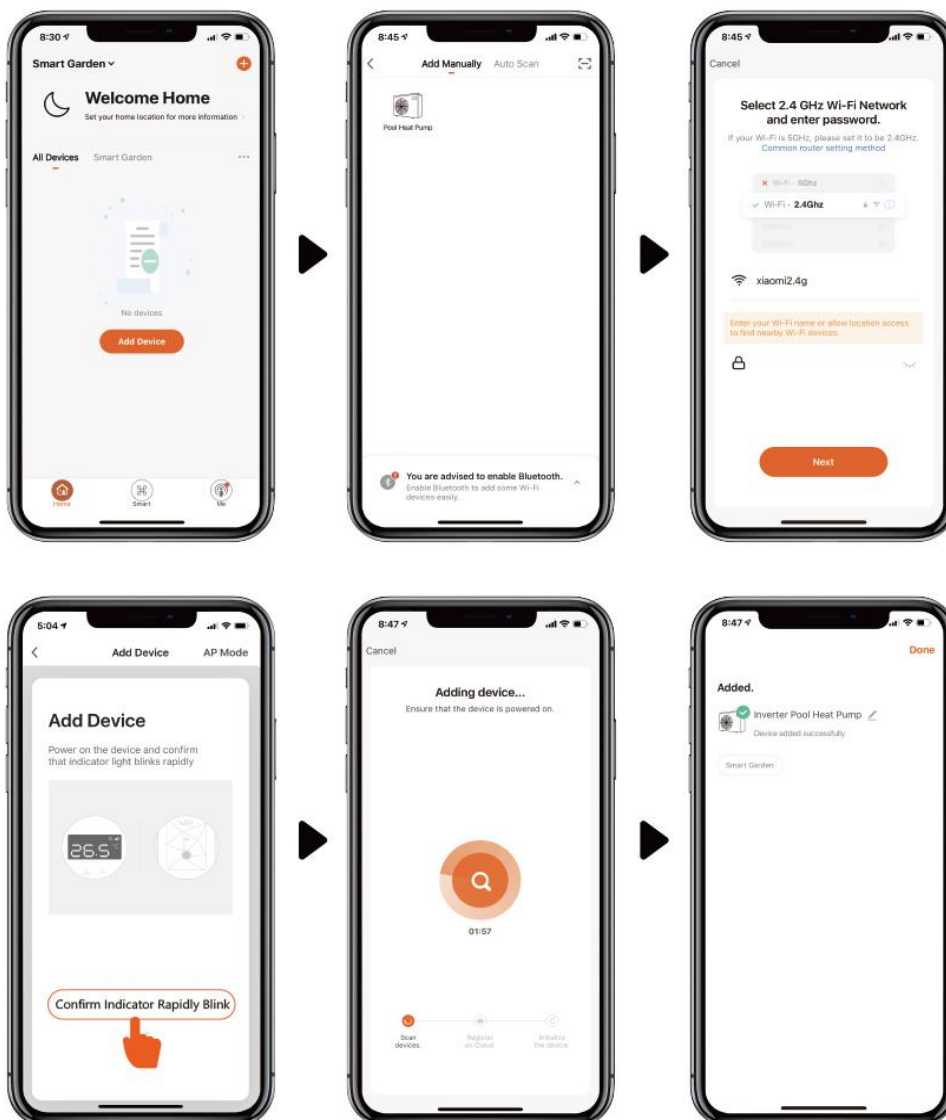 8:30
Smart Garden
Welcome Home
Set your home location for more information
All Devices Smart Garden
No devices
Add Device
Home Smart Me
8:45
Add Manually Auto Scan
Pool Heat Pump
You are advised to enable Bluetooth.
Enable Bluetooth to add some Wi-Fi
devices easily.
8:45
Cancel
Select 2.4 GHz Wi-Fi Network
and enter password.
If your Wi-Fi is 5GHz, please set it to be 2.4GHz.
Common router setting method
Wi-Fi - 5Ghz
Wi-Fi - 2.4Ghz
xiaomi2.4g
Enter your Wi-Fi name or allow location access
to find nearby Wi-Fi devices.
Next
5:04
Add Device AP Mode
Add Device
Power on the device and confirm
that indicator light blinks rapidly
26.5
Confirm Indicator Rapidly Blink
8:47
Cancel
Adding device...
Ensure that the device is powered on.
01:57
Scan
devices.
Register
on Cloud.
Initialize
the device.
8:47
Done
Added.
Inverter Pool Heat Pump
Device added successfully
Smart Garden